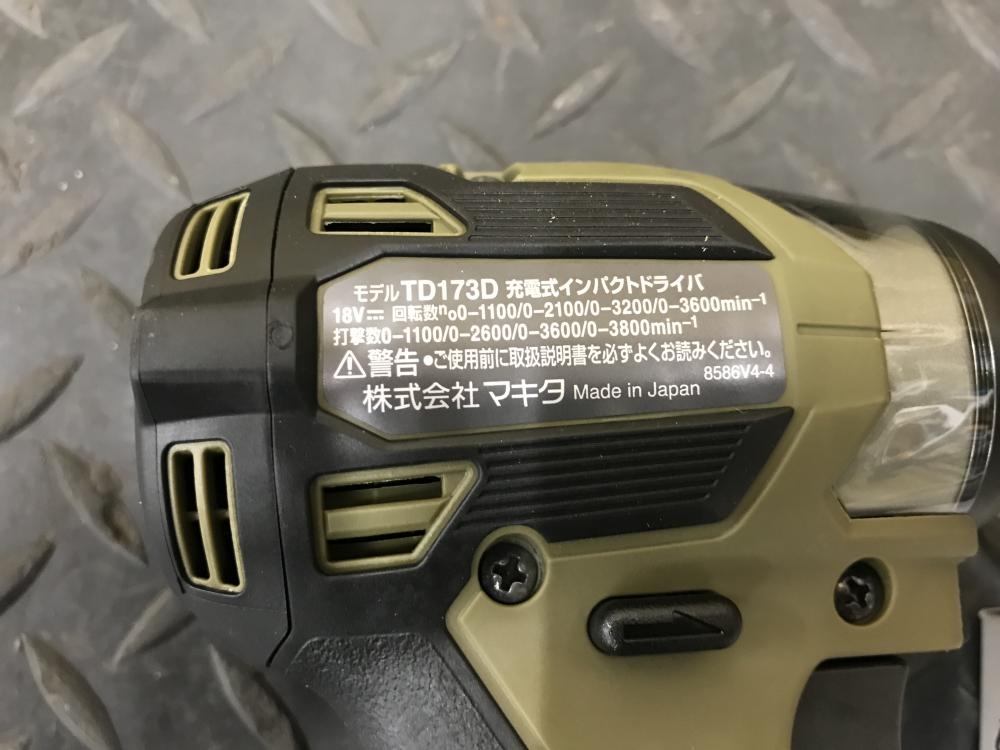 モデルTD173D 充電式インパクトドライバ
18V⎓ 回転数n₀0-1100/0-2100/0-3200/0-3600min⁻¹
打撃数0-1100/0-2600/0-3600/0-3800min⁻¹
⚠警告 ●ご使用前に取扱説明書を必ずよくお読みください。
8586V4-4
株式会社マキタ Made in Japan